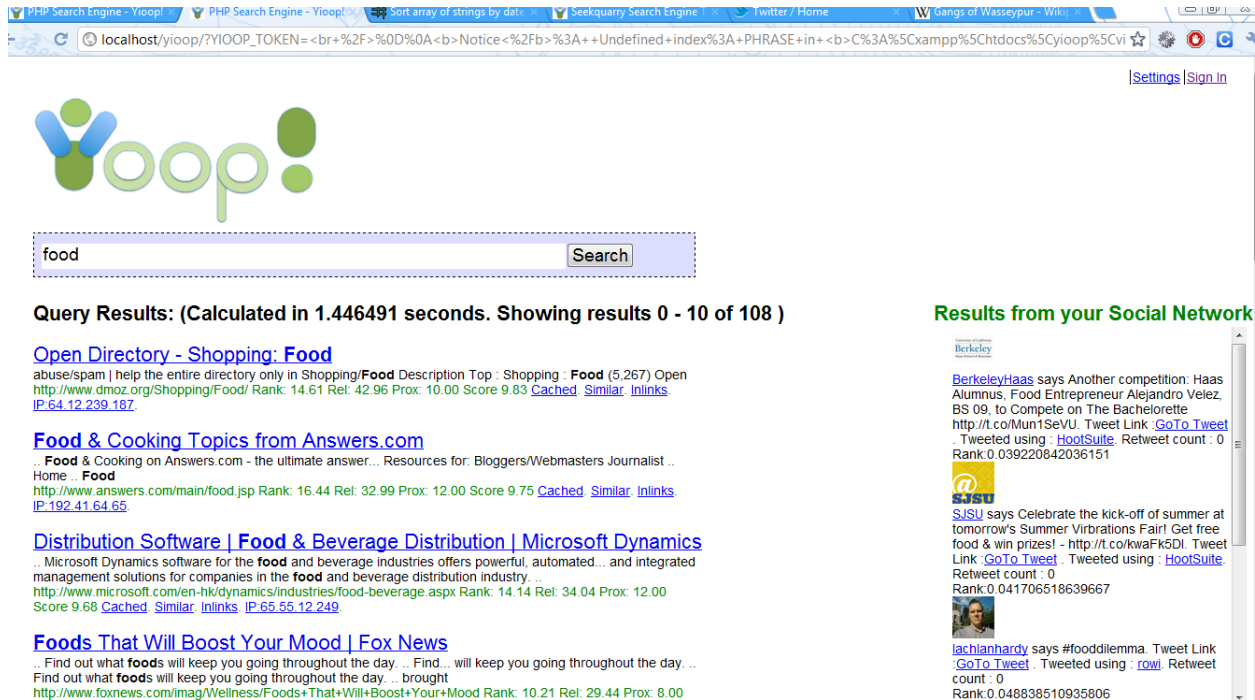 PHP Search Engine - Yioop!
PHP Search Engine - Yioop!
Sort array of strings by date
Seekquarry Search Engine T
Twitter / Home
Gangs of Wasseypur - Wiki
localhost/yioop/?YIOOP_TOKEN=<br+%2F>%0D%0A<b>Notice<%2Fb>%3A++Undefined+index%3A+PHRASE+in+<b>C%3A%5Cxampp%5Chtdocs%5Cyioop%5Cvi
|Settings |Sign In
Yioop!
food
Search
Query Results: (Calculated in 1.446491 seconds. Showing results 0 - 10 of 108 )
Open Directory - Shopping: Food
abuse/spam | help the entire directory only in Shopping/Food Description Top : Shopping : Food (5,267) Open
http://www.dmoz.org/Shopping/Food/ Rank: 14.61 Rel: 42.96 Prox: 10.00 Score 9.83 Cached. Similar. Inlinks.
IP:64.12.239.187.
Food & Cooking Topics from Answers.com
.. Food & Cooking on Answers.com - the ultimate answer... Resources for: Bloggers/Webmasters Journalist ..
Home .. Food
http://www.answers.com/main/food.jsp Rank: 16.44 Rel: 32.99 Prox: 12.00 Score 9.75 Cached. Similar. Inlinks.
IP:192.41.64.65.
Distribution Software | Food & Beverage Distribution | Microsoft Dynamics
.. Microsoft Dynamics software for the food and beverage industries offers powerful, automated... and integrated
management solutions for companies in the food and beverage distribution industry. ..
http://www.microsoft.com/en-hk/dynamics/industries/food-beverage.aspx Rank: 14.14 Rel: 34.04 Prox: 12.00
Score 9.68 Cached. Similar. Inlinks. IP:65.55.12.249.
Foods That Will Boost Your Mood | Fox News
.. Find out what foods will keep you going throughout the day. .. Find... will keep you going throughout the day. ..
Find out what foods will keep you going throughout the day. .. brought
http://www.foxnews.com/imag/Wellness/Foods+That+Will+Boost+Your+Mood Rank: 10.21 Rel: 29.44 Prox: 8.00
Results from your Social Network
Berkeley
BerkeleyHaas says Another competition: Haas
Alumnus, Food Entrepreneur Alejandro Velez,
BS 09, to Compete on The Bachelorette
http://t.co/Mun1SeVU. Tweet Link :GoTo Tweet
. Tweeted using : HootSuite. Retweet count : 0
Rank:0.039220842036151
@
SJSU
SJSU says Celebrate the kick-off of summer at
tomorrow's Summer Virbrations Fair! Get free
food & win prizes! - http://t.co/kwaFk5DI. Tweet
Link :GoTo Tweet . Tweeted using : HootSuite.
Retweet count : 0
Rank:0.041706518639667
lachlanhardy says #fooddilemma. Tweet Link
:GoTo Tweet . Tweeted using : rowi. Retweet
count : 0
Rank:0.048838510935806